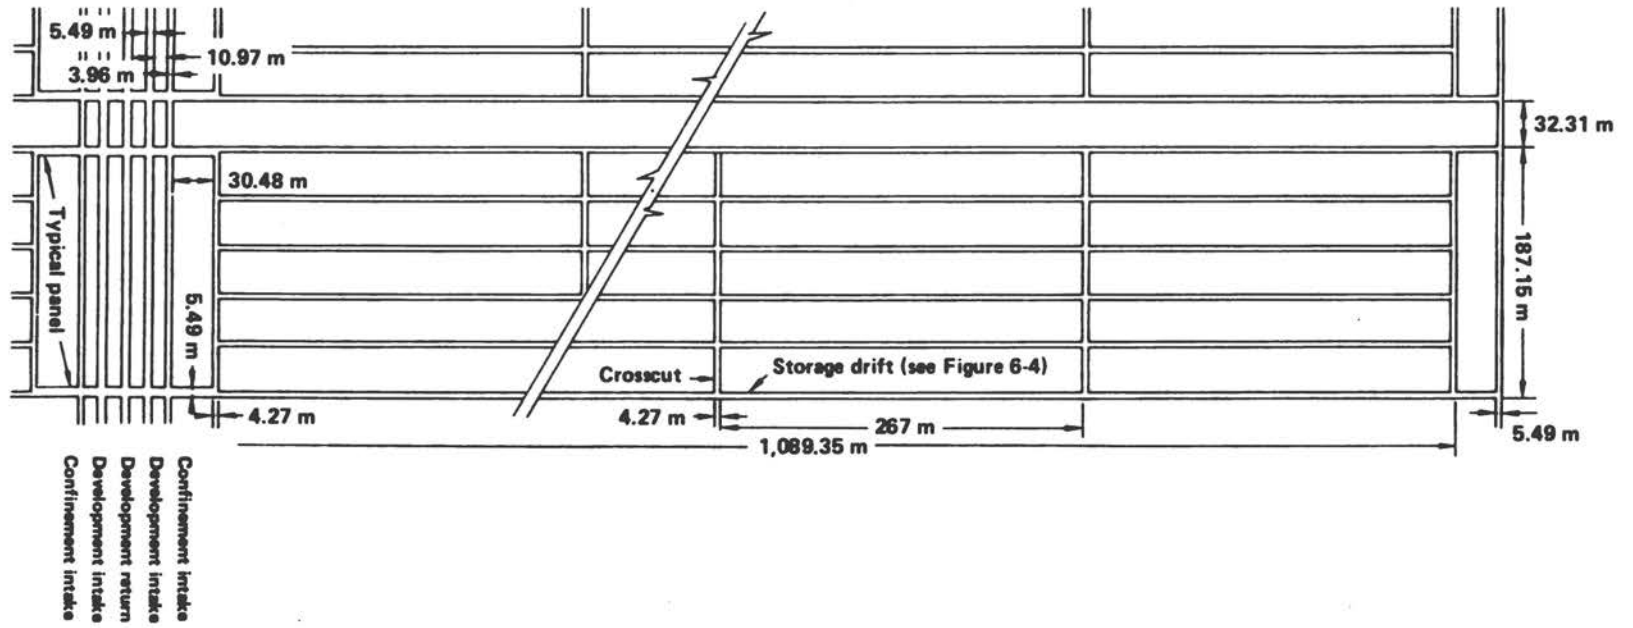 5.49 m
10.97 m
3.96 m
32.31 m
30.48 m
Typical panel
5.49 m
187.15 m
Crosscut
Storage drift (see Figure 6-4)
4.27 m
4.27 m
267 m
5.49 m
1,089.35 m
Confinement intake
Development intake
Development return
Development intake
Confinement intake